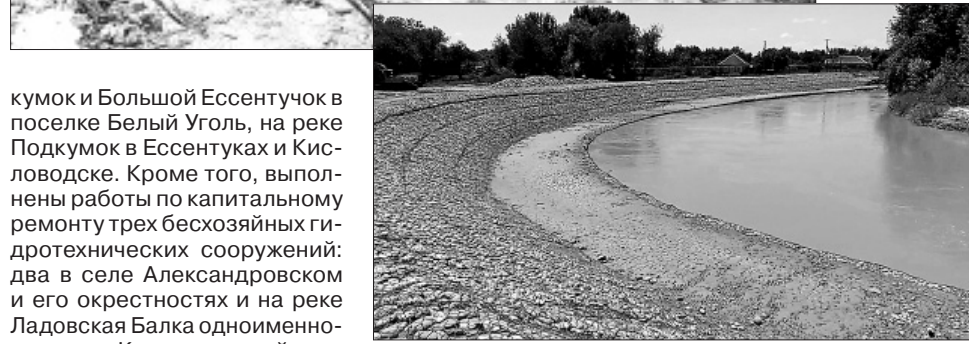 кумок и Большой Ессентучок в
поселке Белый Уголь, на реке
Подкумок в Ессентуках и Кис-
ловодске. Кроме того, выпол-
нены работы по капитальному
ремонту трех бесхозяйных ги-
дротехнических сооружений:
два в селе Александровском
и его окрестностях и на реке
Ладовская Балка одноименно-